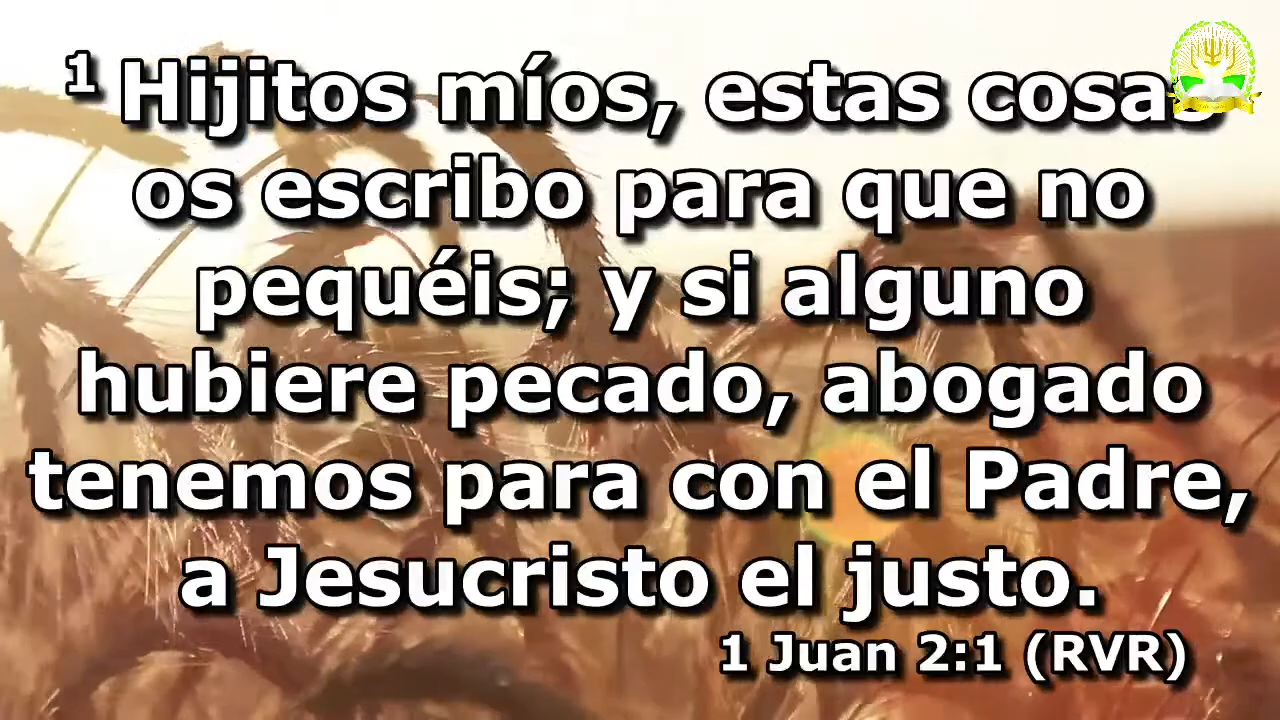 1 Hijitos míos, estas cosas
os escribo para que no
pequéis; y si alguno
hubiere pecado, abogado
tenemos para con el Padre,
a Jesucristo el justo.
1 Juan 2:1 (RVR)